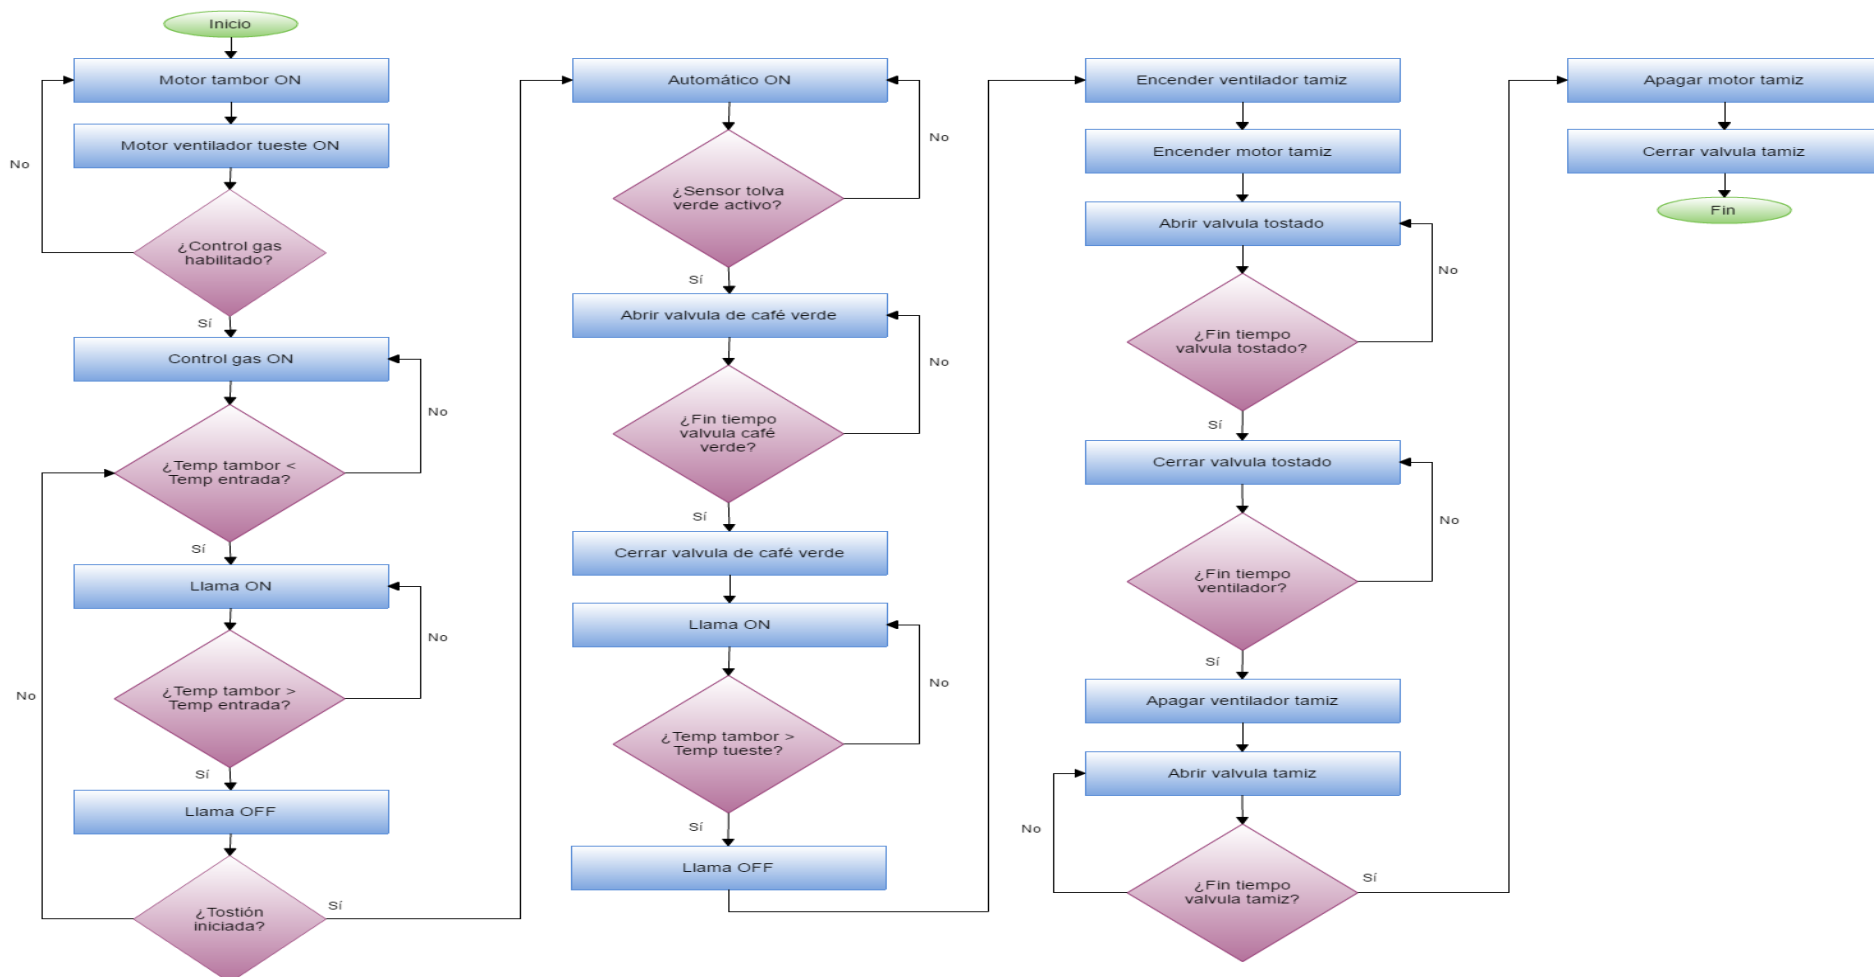 Inicio
Motor tambor ON
Motor ventilador tueste ON
No
¿Control gas
habilitado?
Sí
Control gas ON
No
¿Temp tambor <
Temp entrada?
Sí
Llama ON
No
¿Temp tambor >
Temp entrada?
No
Sí
Llama OFF
¿Tostión
iniciada?
Sí
Automático ON
No
¿Sensor tolva
verde activo?
Sí
Abrir valvula de café verde
No
¿Fin tiempo
valvula café
verde?
Sí
Cerrar valvula de café verde
Llama ON
No
¿Temp tambor >
Temp tueste?
Sí
Llama OFF
Encender ventilador tamiz
Encender motor tamiz
Abrir valvula tostado
No
¿Fin tiempo
valvula tostado?
Sí
Cerrar valvula tostado
No
¿Fin tiempo
ventilador?
Sí
Apagar ventilador tamiz
Abrir valvula tamiz
No
¿Fin tiempo
valvula tamiz?
Sí
Apagar motor tamiz
Cerrar valvula tamiz
Fin